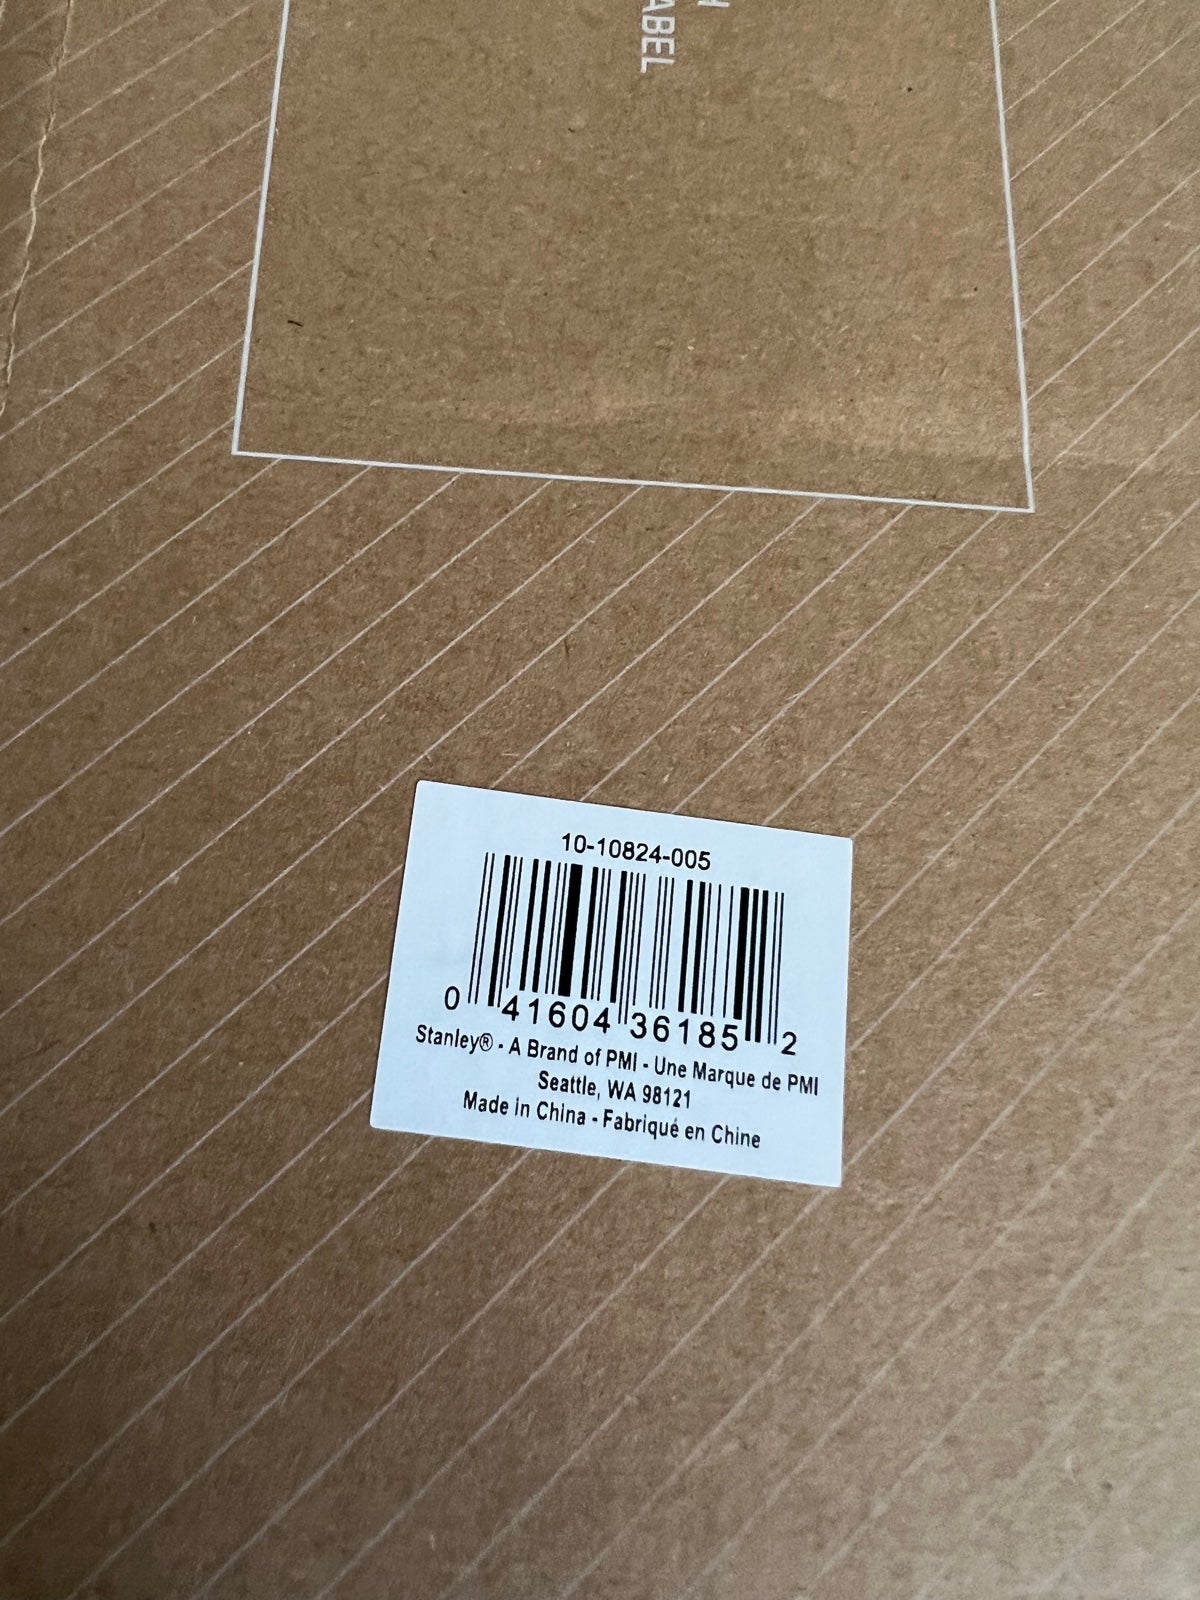 ABEL
10-10824-005
0 41604 36185 2
Stanley® - A Brand of PMI - Une Marque de PMI
Seattle, WA 98121
Made in China - Fabriqué en Chine